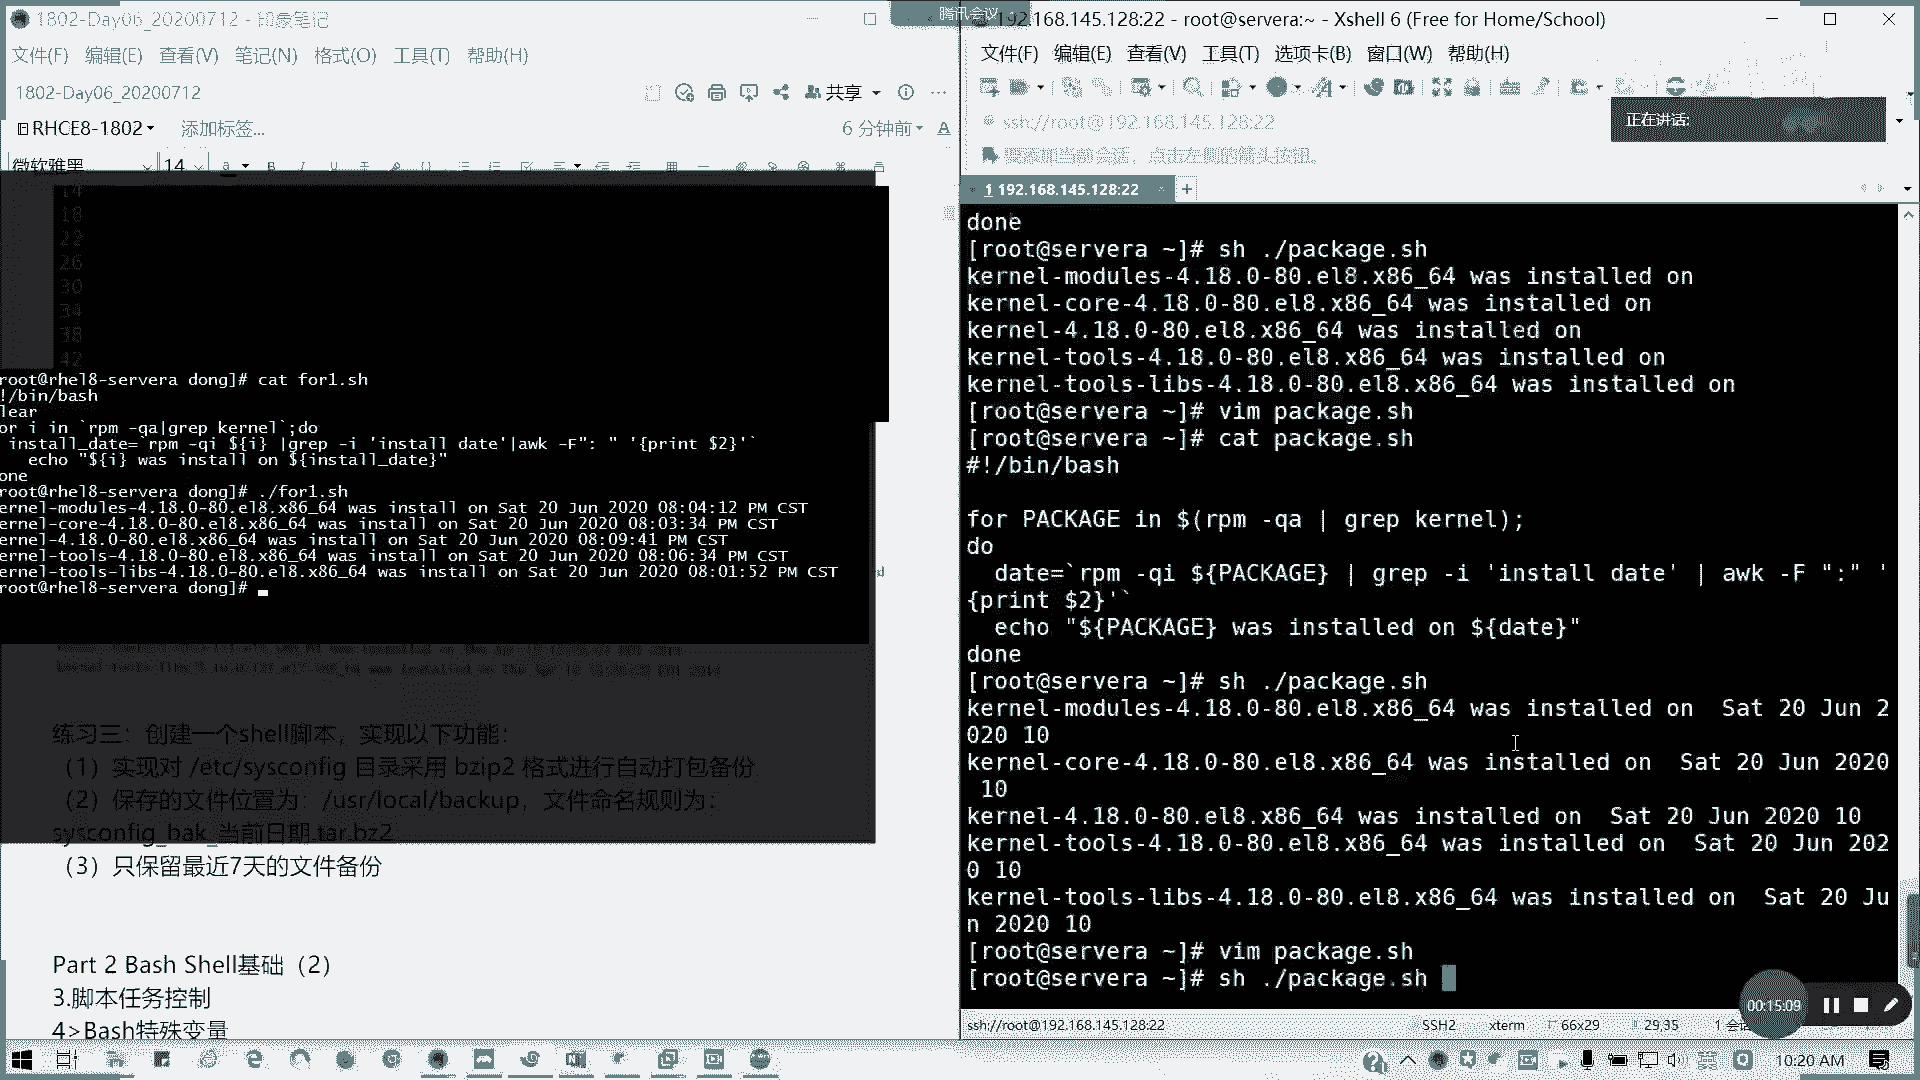 1802-Day06_20200712 - 印象笔记
文件(F) 编辑(E) 查看(V) 笔记(N) 格式(O) 工具(T) 帮助(H)
1802-Day06_20200712
共享
RHCE8-1802
添加标签...
6 分钟前
微软雅黑 14
14
18
22
26
30
34
38
42
root@rhel8-servera dong]# cat for1.sh
!/bin/bash
lear
or i in `rpm -qa|grep kernel`;do
install_date=`rpm -qi ${i} |grep -i 'install date'|awk -F": " '{print $2}'`
echo "${i} was install on ${install_date}"
one
root@rhel8-servera dong]# ./for1.sh
ernel-modules-4.18.0-80.el8.x86_64 was install on Sat 20 Jun 2020 08:04:12 PM CST
ernel-core-4.18.0-80.el8.x86_64 was install on Sat 20 Jun 2020 08:03:34 PM CST
ernel-4.18.0-80.el8.x86_64 was install on Sat 20 Jun 2020 08:09:41 PM CST
ernel-tools-4.18.0-80.el8.x86_64 was install on Sat 20 Jun 2020 08:06:34 PM CST
ernel-tools-libs-4.18.0-80.el8.x86_64 was install on Sat 20 Jun 2020 08:01:52 PM CST
root@rhel8-servera dong]#
练习三：创建一个shell脚本，实现以下功能：
（1）实现对 /etc/sysconfig 目录采用 bzip2 格式进行自动打包备份
（2）保存的文件位置为：/usr/local/backup，文件命名规则为：
sysconfig_bak_当前日期.tar.bz2
（3）只保留最近7天的文件备份
Part 2 Bash Shell基础（2）
3.脚本任务控制
4>Bash特殊变量
腾讯会议
192.168.145.128:22 - root@servera:~ - Xshell 6 (Free for Home/School)
文件(F) 编辑(E) 查看(V) 工具(T) 选项卡(B) 窗口(W) 帮助(H)
ssh://root@192.168.145.128:22
正在讲话:
要添加当前会话，点击左侧的箭头按钮。
1 192.168.145.128:22
done
[root@servera ~]# sh ./package.sh
kernel-modules-4.18.0-80.el8.x86_64 was installed on
kernel-core-4.18.0-80.el8.x86_64 was installed on
kernel-4.18.0-80.el8.x86_64 was installed on
kernel-tools-4.18.0-80.el8.x86_64 was installed on
kernel-tools-libs-4.18.0-80.el8.x86_64 was installed on
[root@servera ~]# vim package.sh
[root@servera ~]# cat package.sh
#!/bin/bash
for PACKAGE in $(rpm -qa | grep kernel);
do
date=`rpm -qi ${PACKAGE} | grep -i 'install date' | awk -F ":" '
{print $2}'`
echo "${PACKAGE} was installed on ${date}"
done
[root@servera ~]# sh ./package.sh
kernel-modules-4.18.0-80.el8.x86_64 was installed on  Sat 20 Jun 2
020 10
kernel-core-4.18.0-80.el8.x86_64 was installed on  Sat 20 Jun 2020
10
kernel-4.18.0-80.el8.x86_64 was installed on  Sat 20 Jun 2020 10
kernel-tools-4.18.0-80.el8.x86_64 was installed on  Sat 20 Jun 202
0 10
kernel-tools-libs-4.18.0-80.el8.x86_64 was installed on  Sat 20 Ju
n 2020 10
[root@servera ~]# vim package.sh
[root@servera ~]# sh ./package.sh
00:15:09
ssh://root@192.168.145.128:22 SSH2 xterm 66x29 29,35
10:20 AM